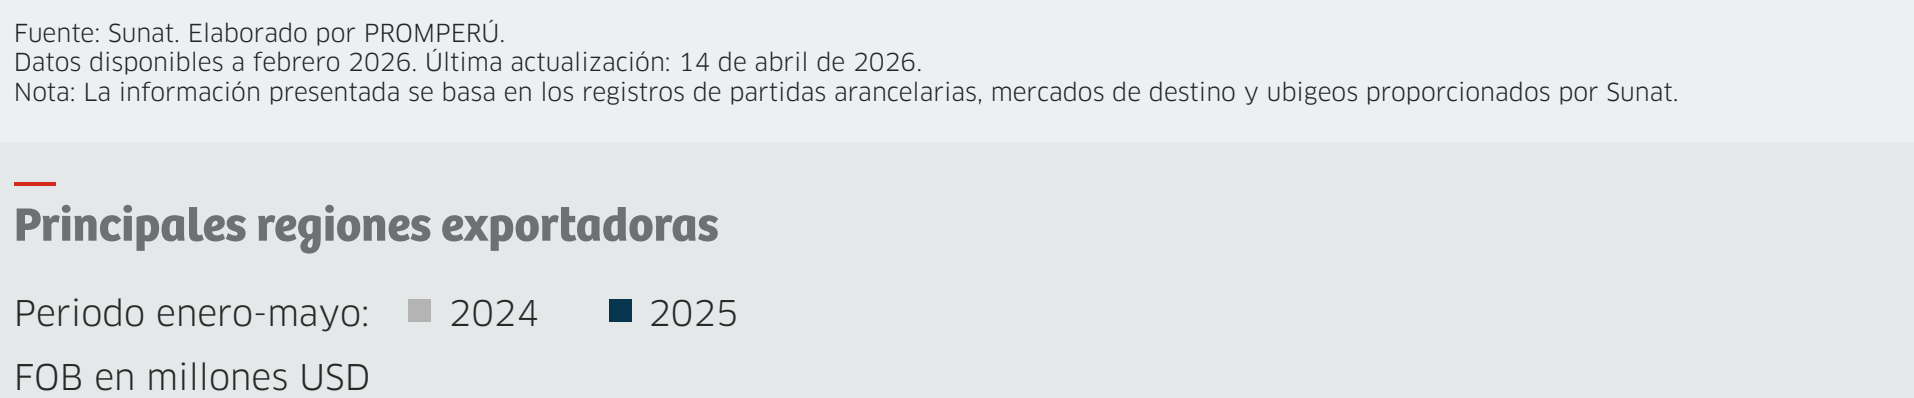 Fuente: Sunat. Elaborado por PROMPERÚ.
Datos disponibles a febrero 2026. Última actualización: 14 de abril de 2026.
Nota: La información presentada se basa en los registros de partidas arancelarias, mercados de destino y ubigeos proporcionados por Sunat.
Principales regiones exportadoras
Periodo enero-mayo: 2024 2025
FOB en millones USD